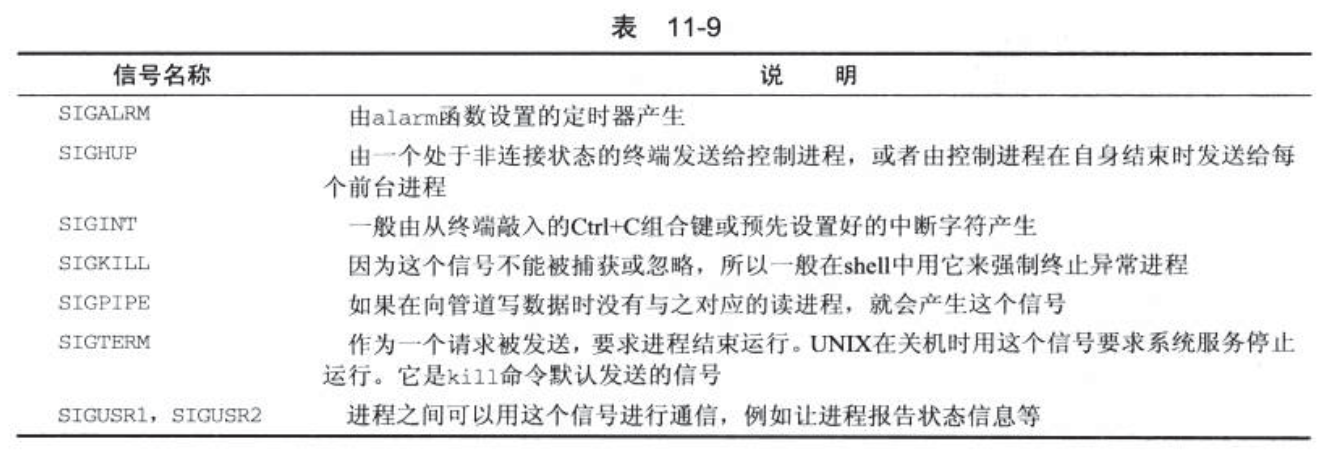 表 11-9
信号名称 说 明
SIGALRM 由alarm函数设置的定时器产生
SIGHUP 由一个处于非连接状态的终端发送给控制进程，或者由控制进程在自身结束时发送给每
个前台进程
SIGINT 一般由从终端敲入的Ctrl+C组合键或预先设置好的中断字符产生
SIGKILL 因为这个信号不能被捕获或忽略，所以一般在shell中用它来强制终止异常进程
SIGPIPE 如果在向管道写数据时没有与之对应的读进程，就会产生这个信号
SIGTERM 作为一个请求被发送，要求进程结束运行。UNIX在关机时用这个信号要求系统服务停止
运行。它是kill命令默认发送的信号
SIGUSR1，SIGUSR2 进程之间可以用这个信号进行通信，例如让进程报告状态信息等